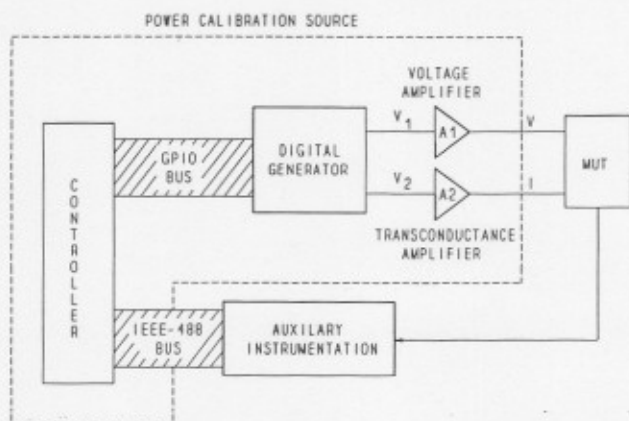 POWER CALIBRATION SOURCE
VOLTAGE
AMPLIFIER
CONTROLLER
GPIO
BUS
DIGITAL
GENERATOR
V1
A1
V
V2
A2
I
MUT
TRANSCONDUCTANCE
AMPLIFIER
IEEE-488
BUS
AUXILARY
INSTRUMENTATION